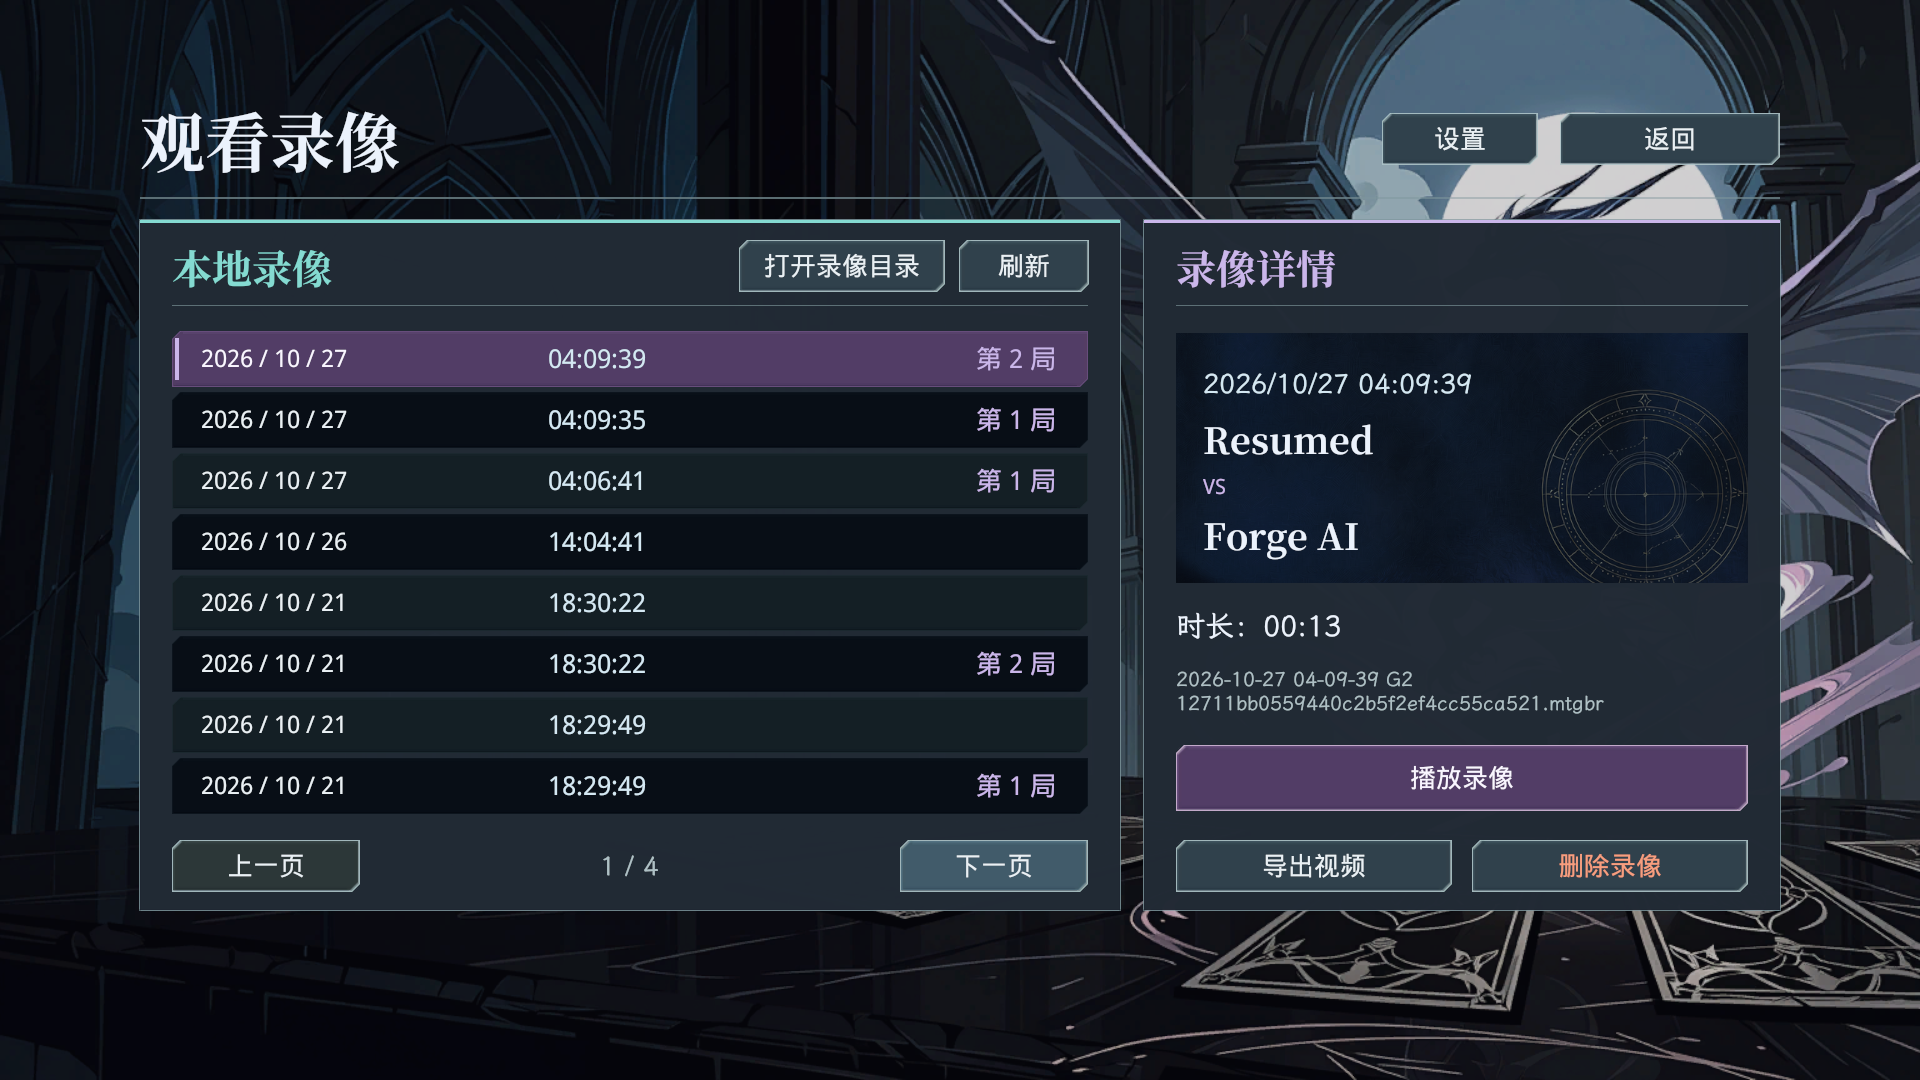 观看录像
设置
返回
本地录像
打开录像目录
刷新
2026 / 10 / 27 04:09:39 第 2 局
2026 / 10 / 27 04:09:35 第 1 局
2026 / 10 / 27 04:06:41 第 1 局
2026 / 10 / 26 14:04:41
2026 / 10 / 21 18:30:22
2026 / 10 / 21 18:30:22 第 2 局
2026 / 10 / 21 18:29:49
2026 / 10 / 21 18:29:49 第 1 局
上一页
1 / 4
下一页
录像详情
2026/10/27 04:09:39
Resumed
VS
Forge AI
时长：00:13
2026-10-27 04-09-39 G2
12711bb0559440c2b5f2ef4cc55ca521.mtgbr
播放录像
导出视频
删除录像